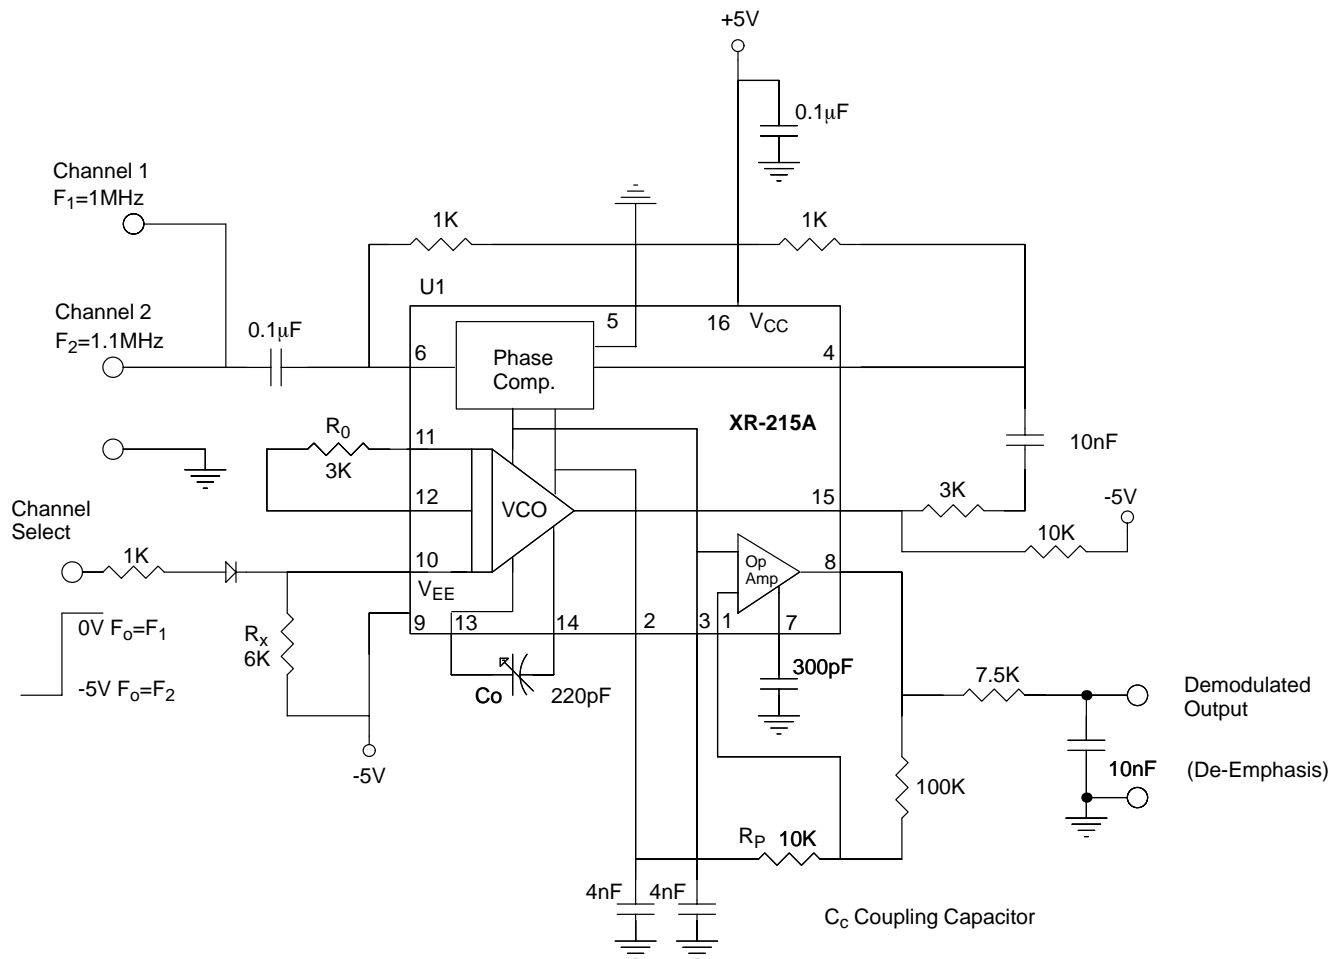 +5V
0.1μF
Channel 1
F1=1MHz
1K
1K
U1
Channel 2
F2=1.1MHz
0.1μF
5
16
VCC
6
Phase
Comp.
4
XR-215A
R0
3K
11
10nF
12
VCO
15
3K
-5V
10K
Channel
Select
1K
10
VEE
Op
Amp
8
0V Fo=F1
-5V Fo=F2
Rx
6K
9
13
14
2
3
1
7
Co
220pF
300pF
7.5K
Demodulated
Output
-5V
10nF
(De-Emphasis)
100K
RP
10K
4nF
4nF
Cc Coupling Capacitor